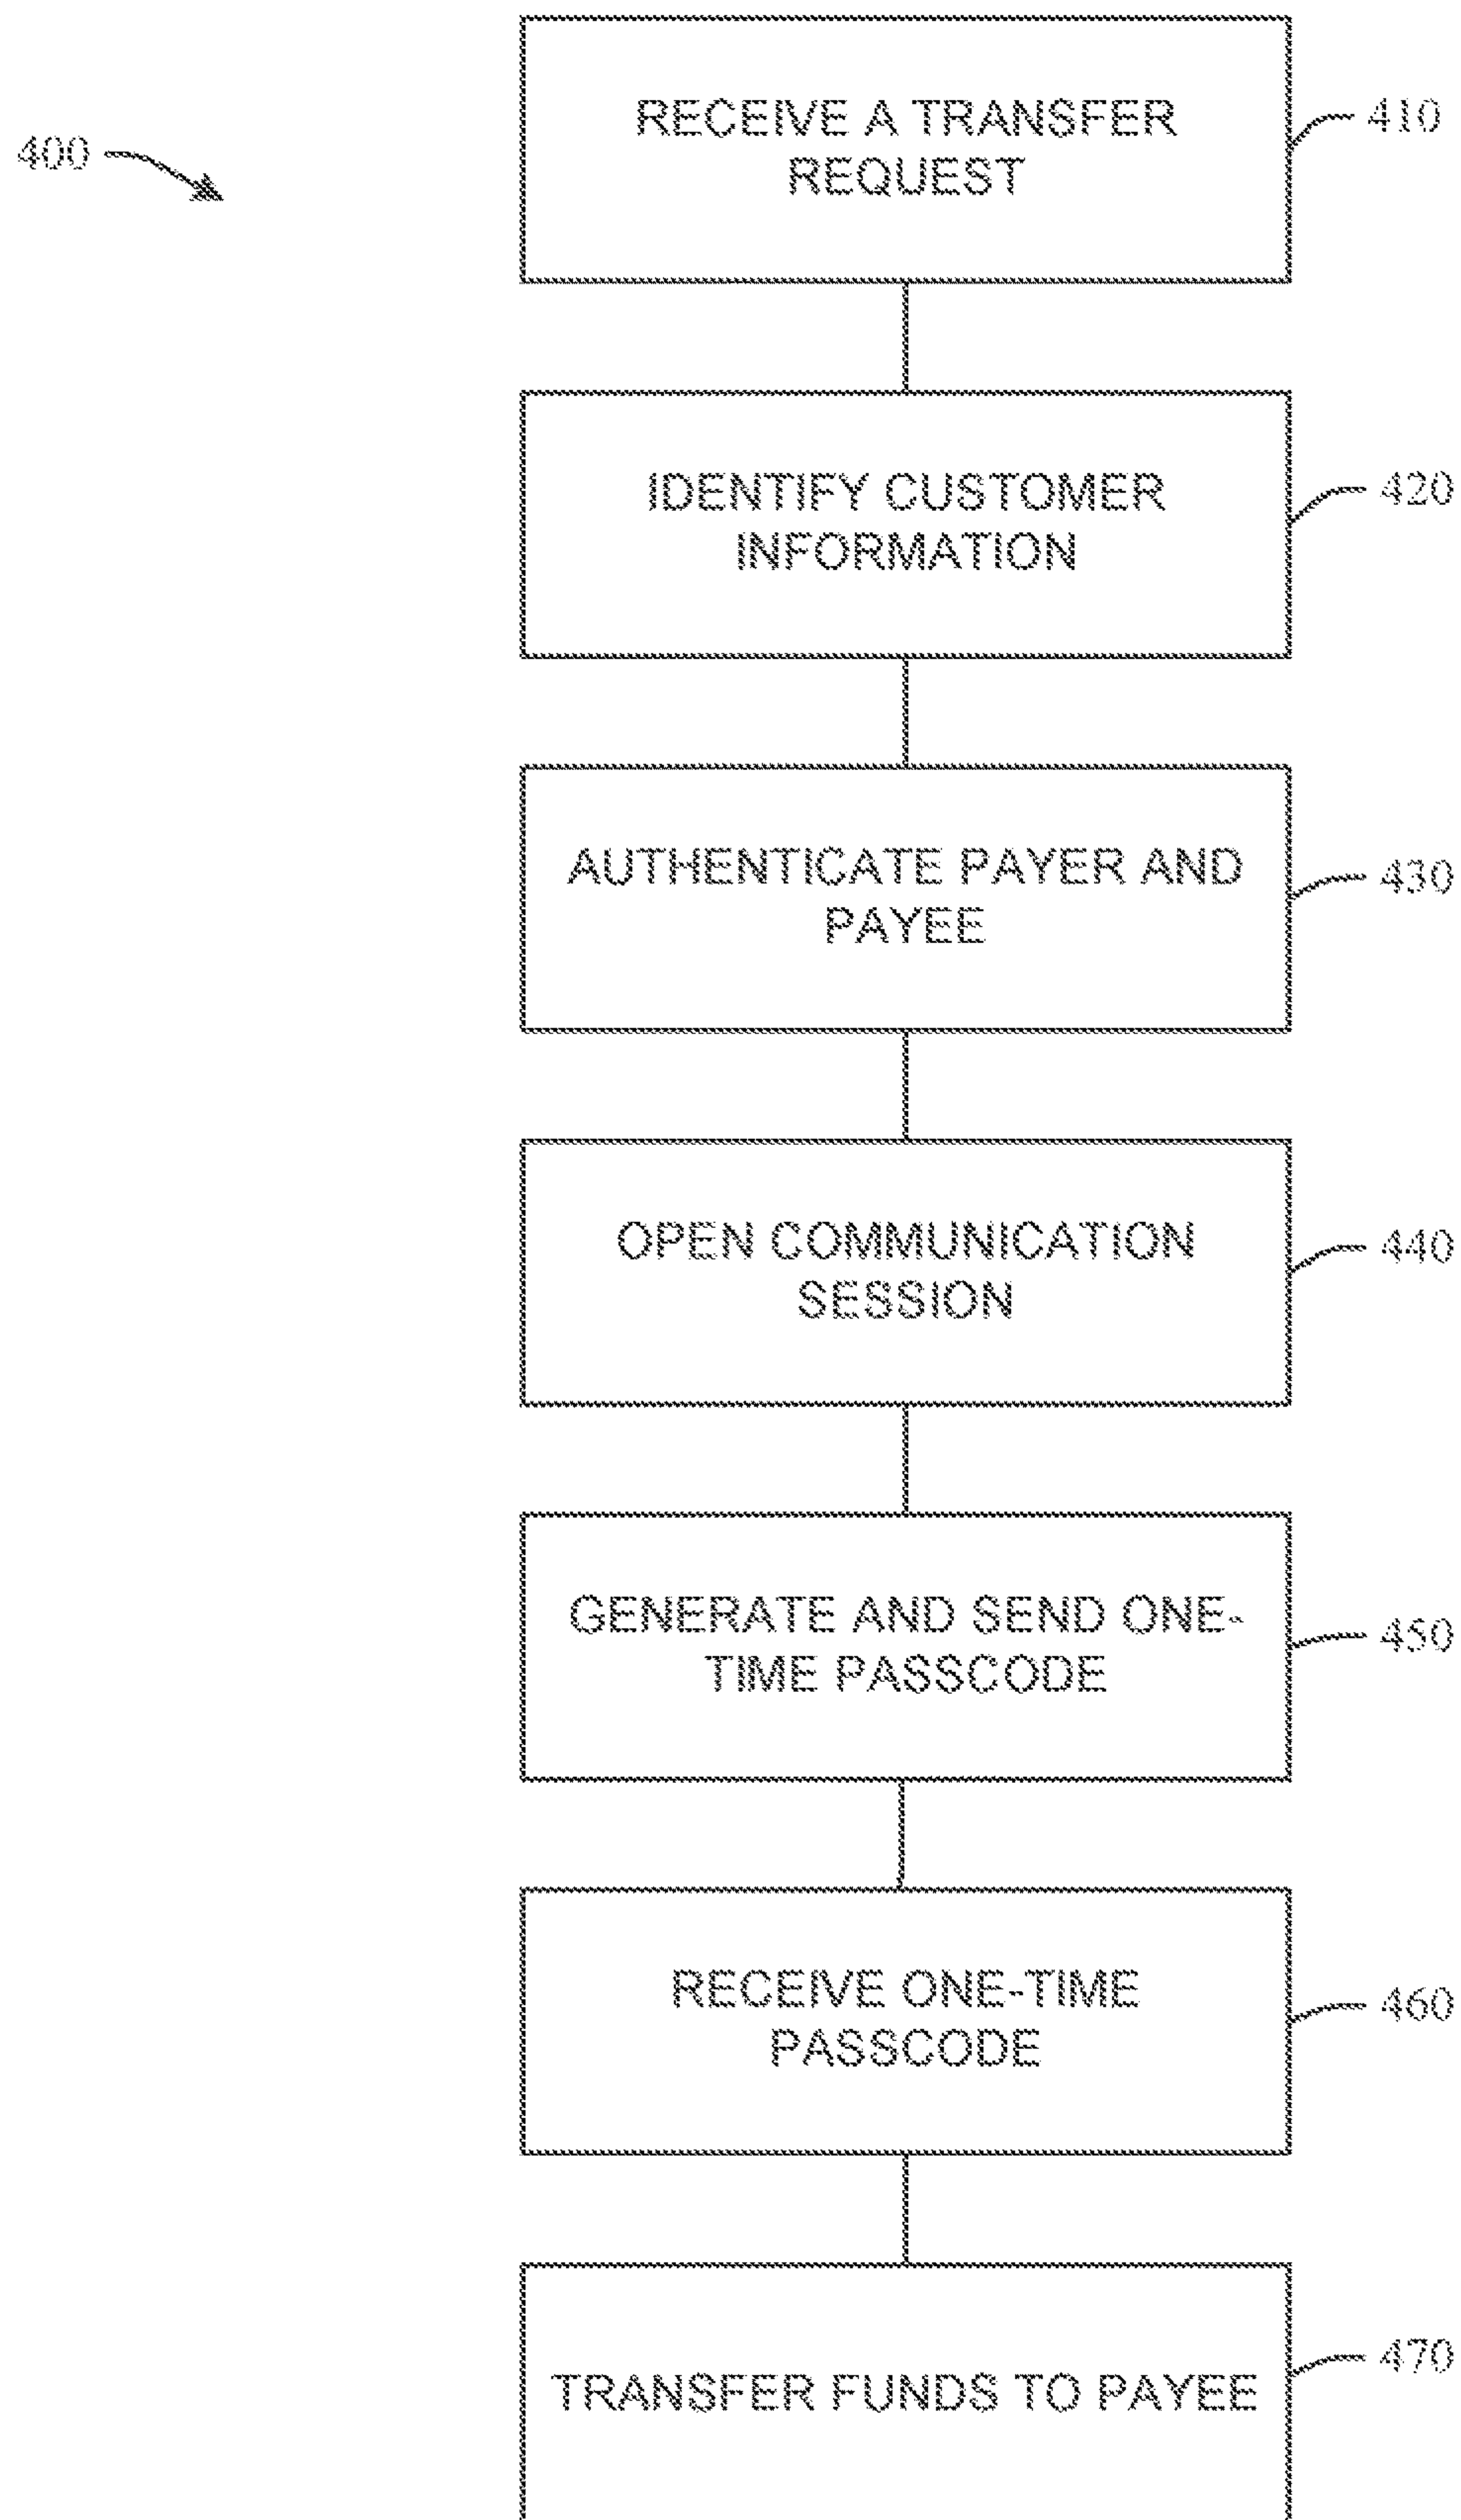 400
RECEIVE A TRANSFER
REQUEST
410
IDENTIFY CUSTOMER
INFORMATION
420
AUTHENTICATE PAYER AND
PAYEE
430
OPEN COMMUNICATION
SESSION
440
GENERATE AND SEND ONE-
TIME PASSCODE
450
RECEIVE ONE-TIME
PASSCODE
460
TRANSFER FUNDS TO PAYEE
470